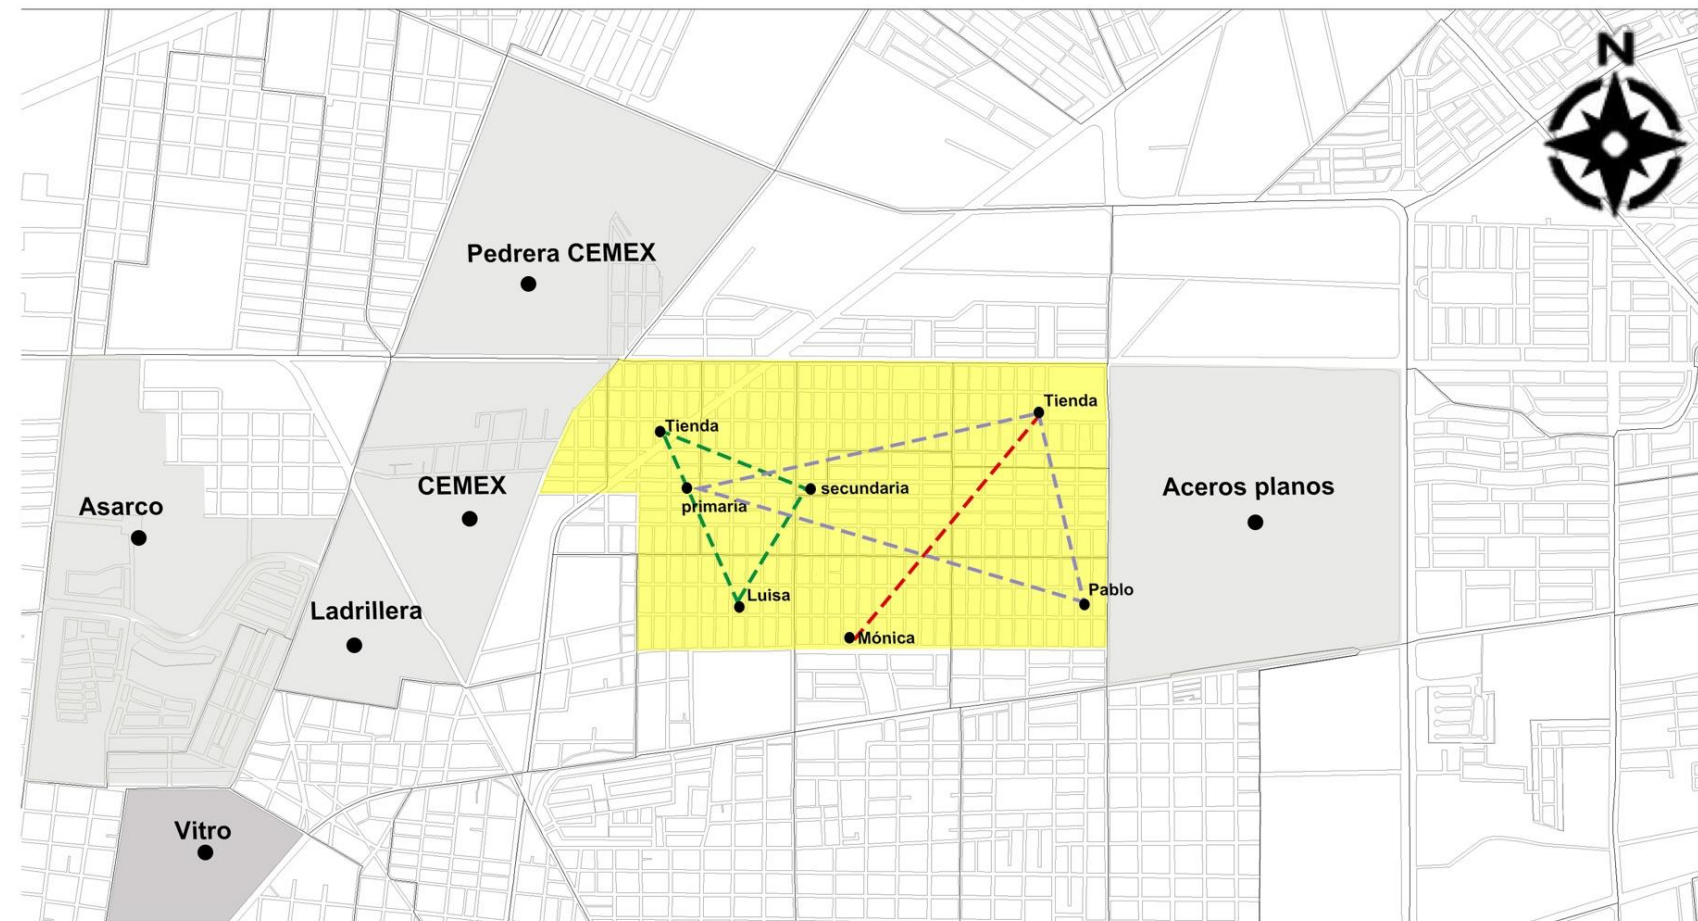 N
Pedrera CEMEX
Tienda
Tienda
CEMEX
Aceros planos
secundaria
Asarco
primaria
Pablo
Luisa
Ladrillera
Mónica
Vitro